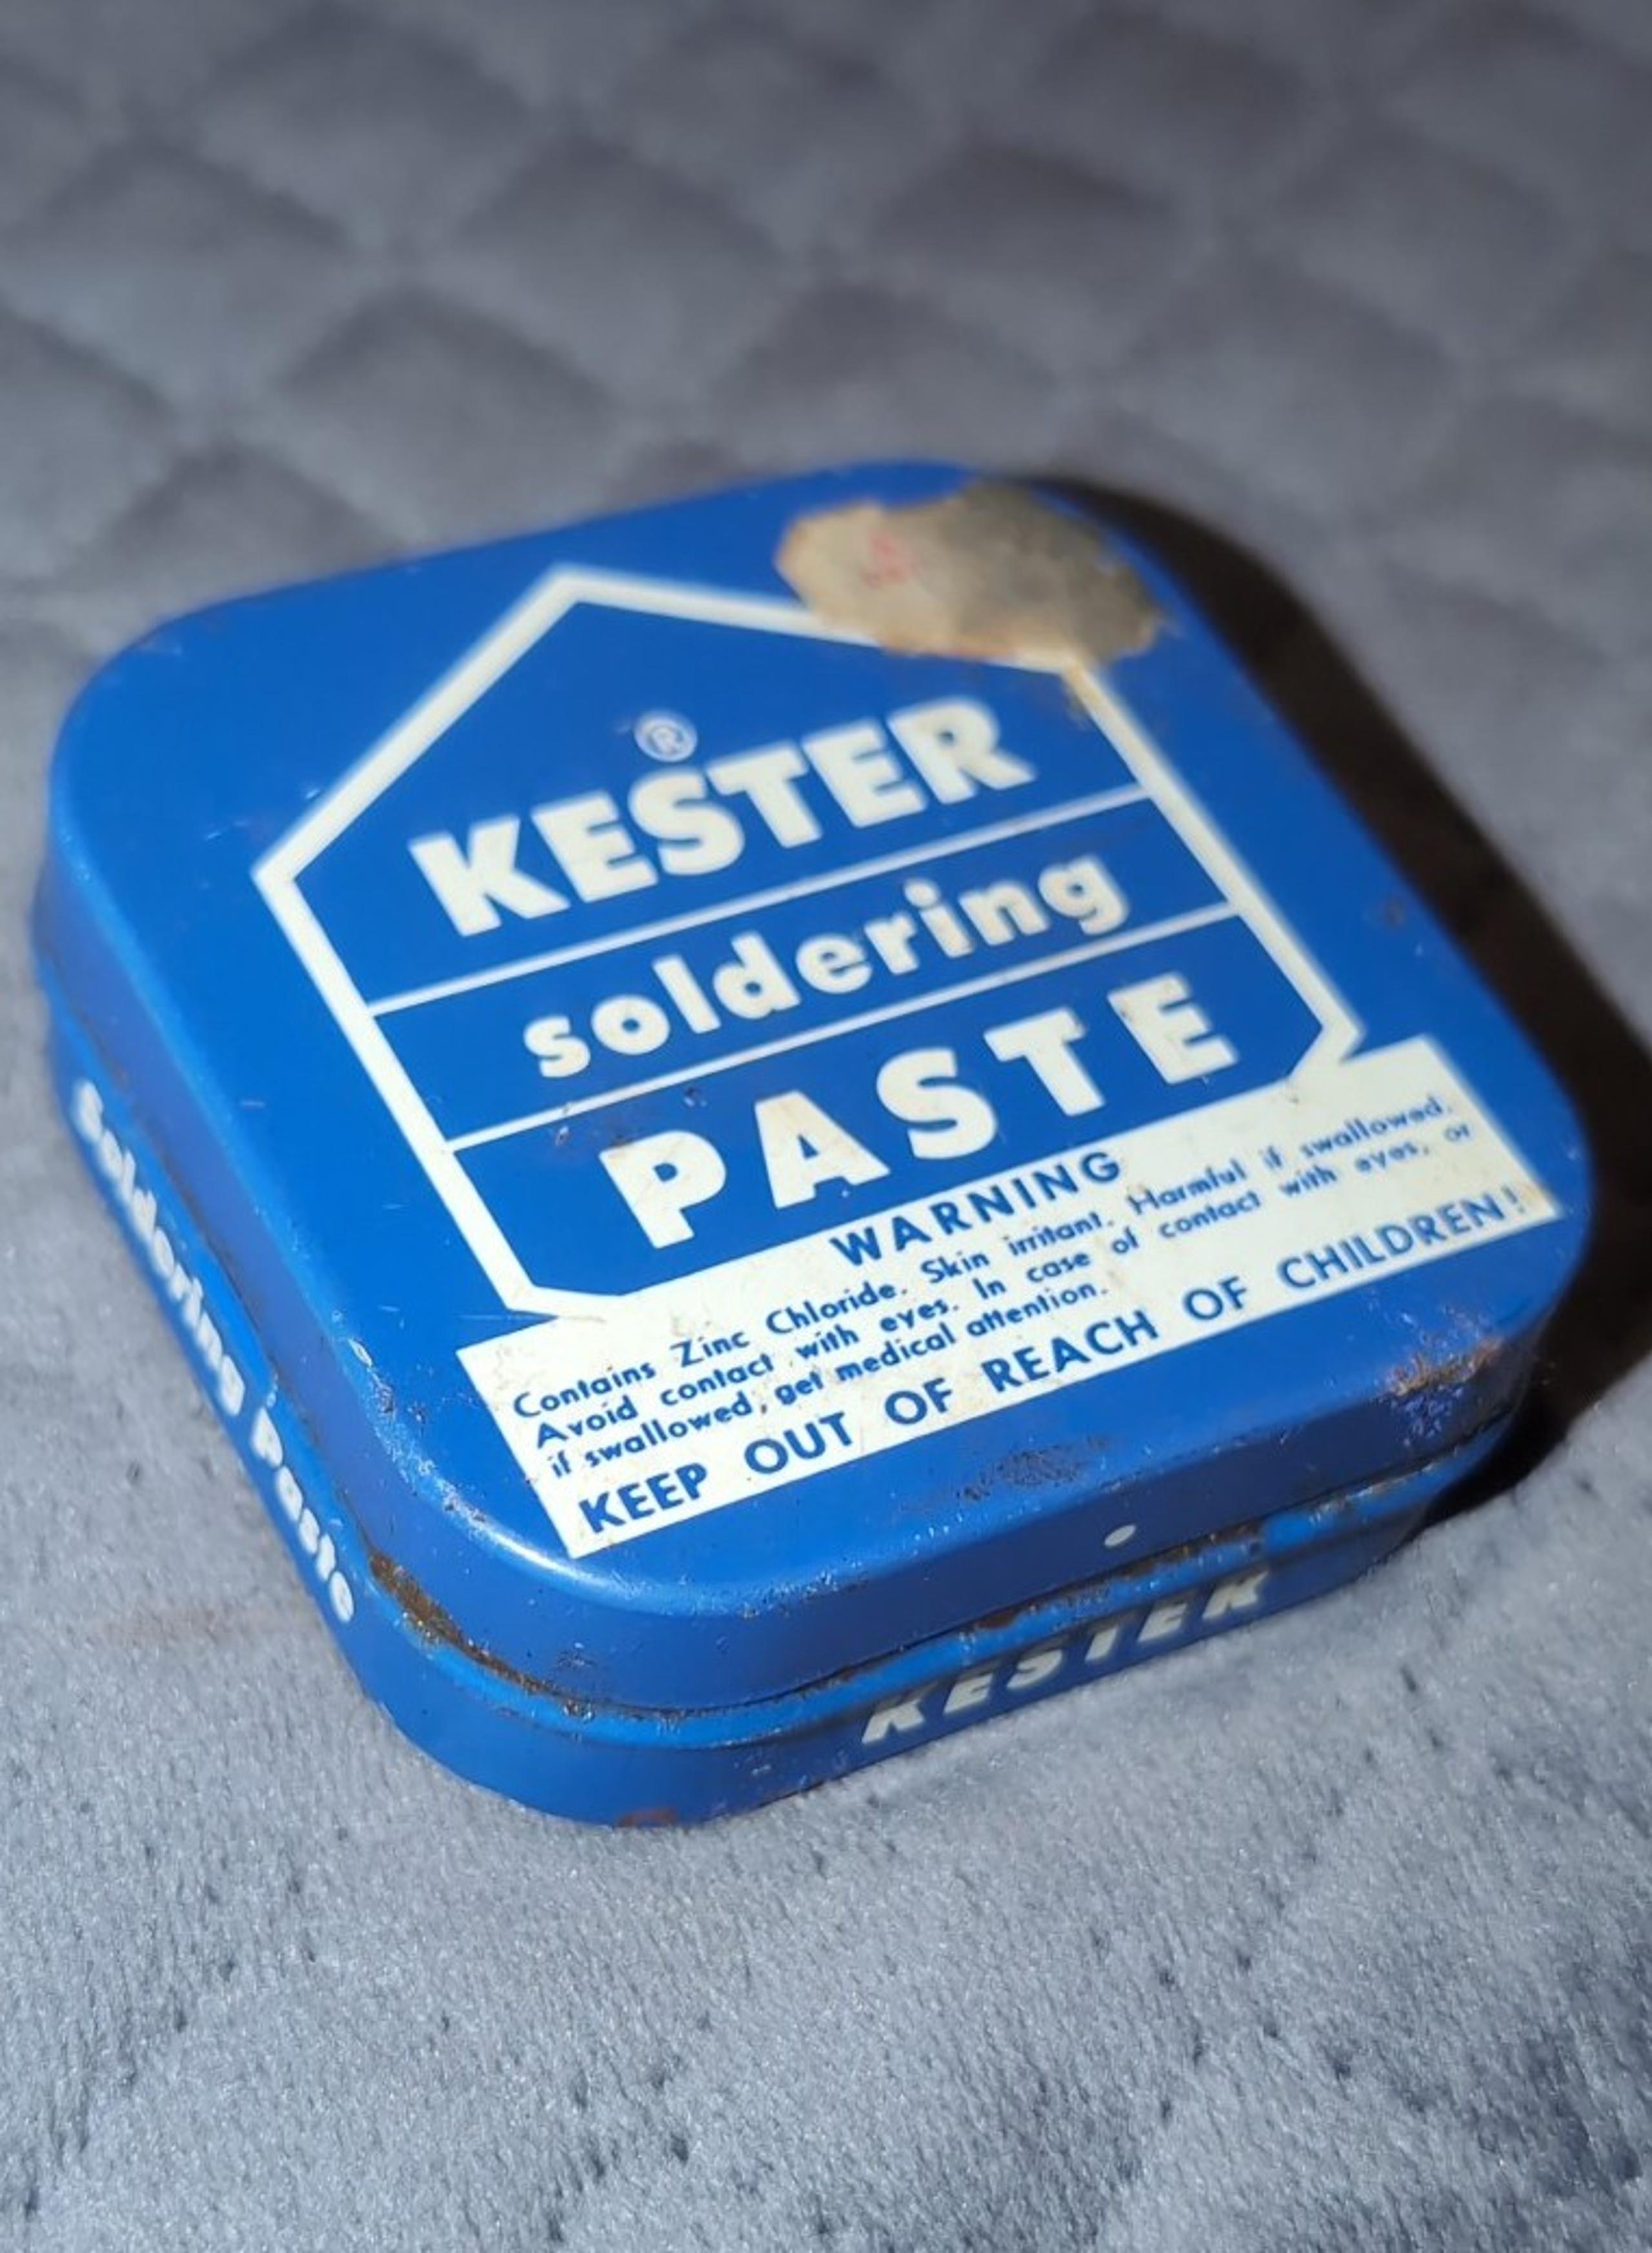 ®
KESTER
soldering
PASTE
WARNING
Contains Zinc Chloride. Skin irritant. Harmful if swallowed.
Avoid contact with eyes. In case of contact with eyes, or
if swallowed, get medical attention.
KEEP OUT OF REACH OF CHILDREN!
Soldering Paste
KESTER